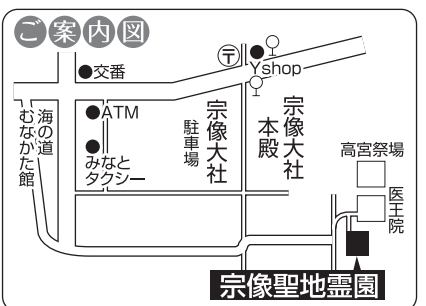 ご案内図
〒
Yshop
●交番
●ATM
みなと
タクシー
海の道
むなかた館
宗像大社
駐車場
宗像大社
本殿
高宮祭場
医王院
宗像聖地霊園